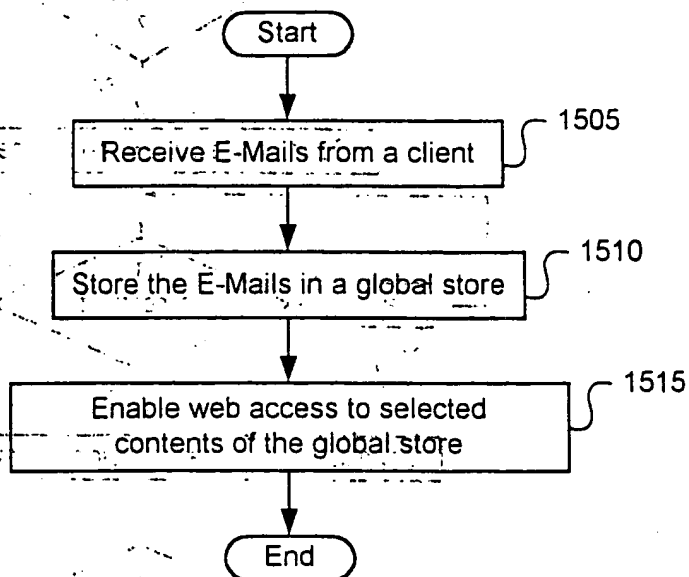 Start
Receive E-Mails from a client
1505
Store the E-Mails in a global store
1510
Enable web access to selected
contents of the global store
1515
End